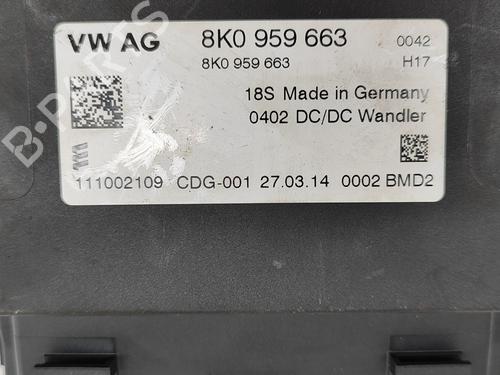 VW AG 8K0 959 663 0042
8K0 959 663 H17
18S Made in Germany
0402 DC/DC Wandler
111002109 CDG-001 27.03.14 0002 BMD2
B-PARTS